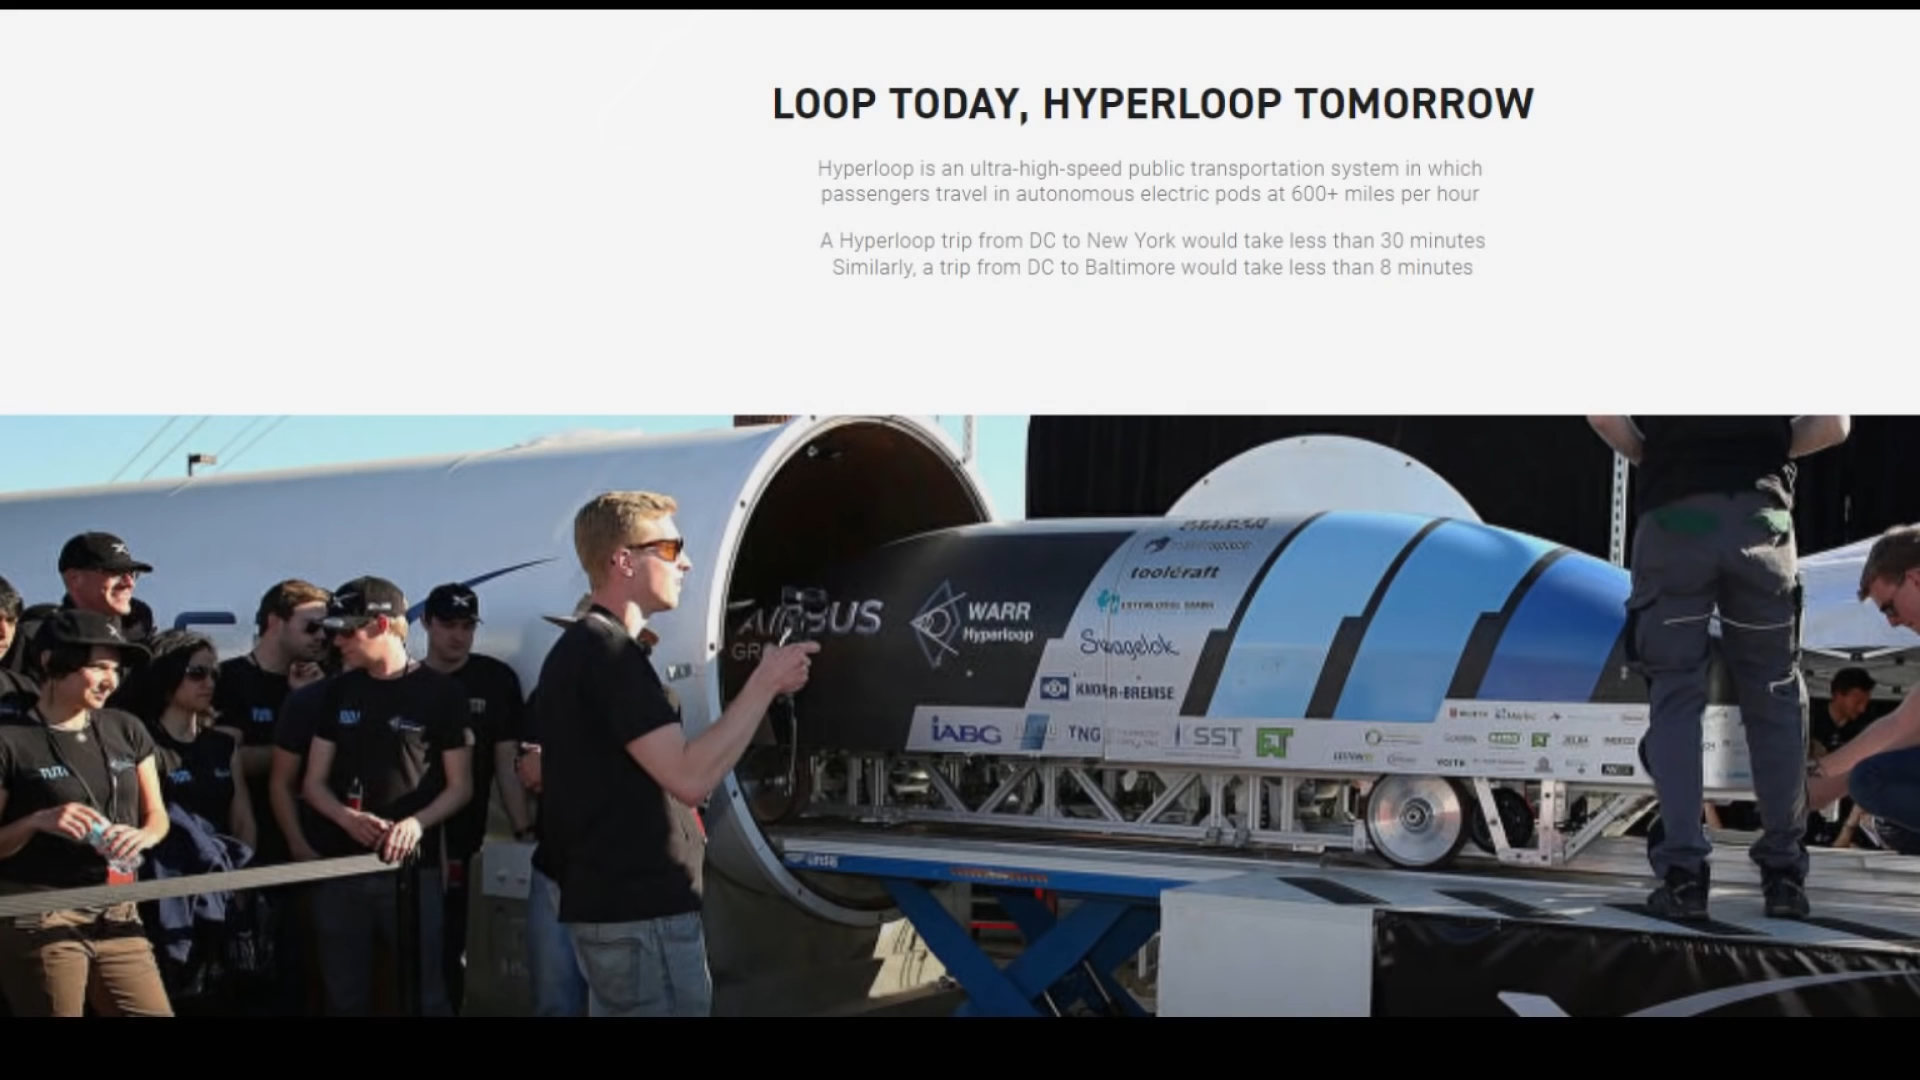 LOOP TODAY, HYPERLOOP TOMORROW
Hyperloop is an ultra-high-speed public transportation system in which
passengers travel in autonomous electric pods at 600+ miles per hour
A Hyperloop trip from DC to New York would take less than 30 minutes
Similarly, a trip from DC to Baltimore would take less than 8 minutes
AIRBUS
WARR
Hyperloop
toolcraft
Swagelok
KNORR-BREMSE
iABG
TNG
SST
VOITH